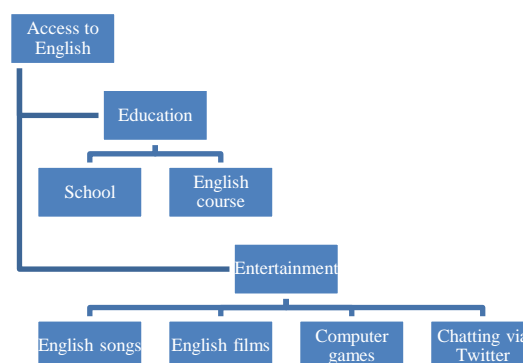 Access to
English
Education
School
English
course
Entertainment
English songs
English films
Computer
games
Chatting via
Twitter